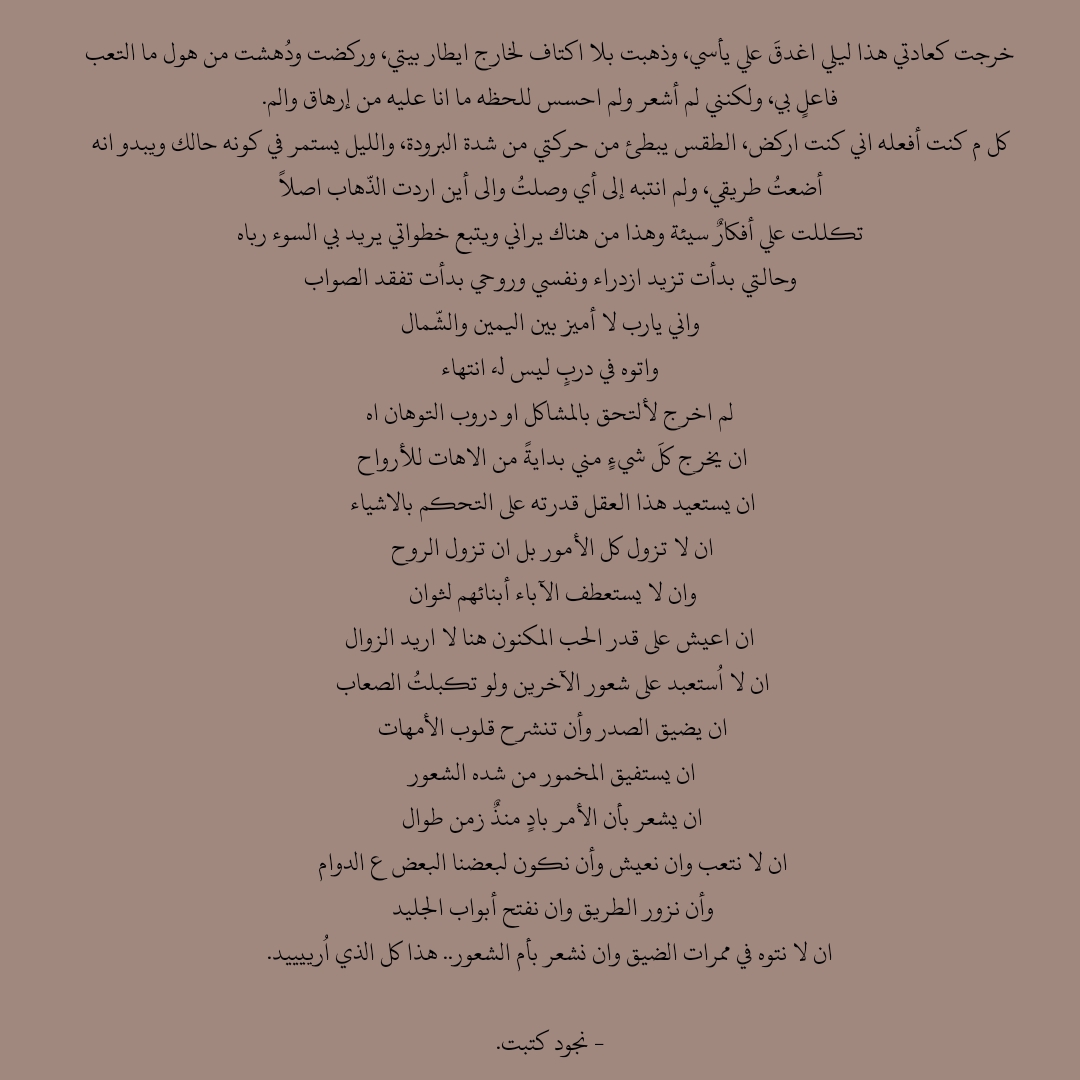 خرجت كعادتي هذا ليلي اغدقَ علي يأسي، وذهبت بلا اكتاف لخارج ايطار بيتي، وركضت ودُهشت من هول ما التعب
فاعلٍ بي، ولكنني لم أشعر ولم احسس للحظه ما انا عليه من إرهاق والم.
كل م كنت أفعله اني كنت اركض، الطقس يبطئ من حركتي من شدة البرودة، والليل يستمر في كونه حالك ويبدو انه
أضعتُ طريقي، ولم انتبه إلى أي وصلتُ والى أين اردت الذّهاب اصلاً
تكللت علي أفكارٌ سيئة وهذا من هناك يراني ويتبع خطواتي يريد بي السوء رباه
وحالتي بدأت تزيد ازدراء ونفسي وروحي بدأت تفقد الصواب
واني يارب لا أميز بين اليمين والشّمال
واتوه في دربٍ ليس له انتهاء
لم اخرج لألتحق بالمشاكل او دروب التوهان اه
ان يخرج كلَ شيءٍ مني بدايةً من الاهات للأرواح
ان يستعيد هذا العقل قدرته على التحكم بالاشياء
ان لا تزول كل الأمور بل ان تزول الروح
وان لا يستعطف الآباء أبنائهم لثوان
ان اعيش على قدر الحب المكنون هنا لا اريد الزوال
ان لا اُستعبد على شعور الآخرين ولو تكبلتُ الصعاب
ان يضيق الصدر وأن تنشرح قلوب الأمهات
ان يستفيق المخمور من شده الشعور
ان يشعر بأن الأمر بادٍ منذٌ زمن طوال
ان لا نتعب وان نعيش وأن نكون لبعضنا البعض ع الدوام
وأن نزور الطريق وان نفتح أبواب الجليد
ان لا نتوه في ممرات الضيق وان نشعر بأم الشعور.. هذا كل الذي اُرييييد.
- نجود كتبت.